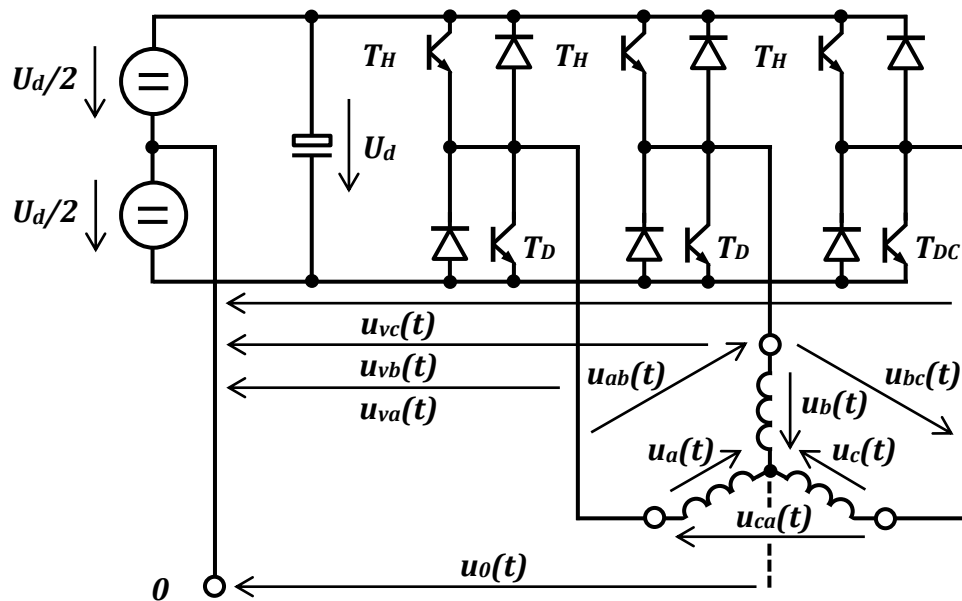 Ud/2
TH
TH
TH
Ud
Ud/2
TD
TD
TDC
uvc(t)
uvb(t)
uva(t)
uab(t)
ubc(t)
ub(t)
ua(t)
uc(t)
uca(t)
u0(t)
0